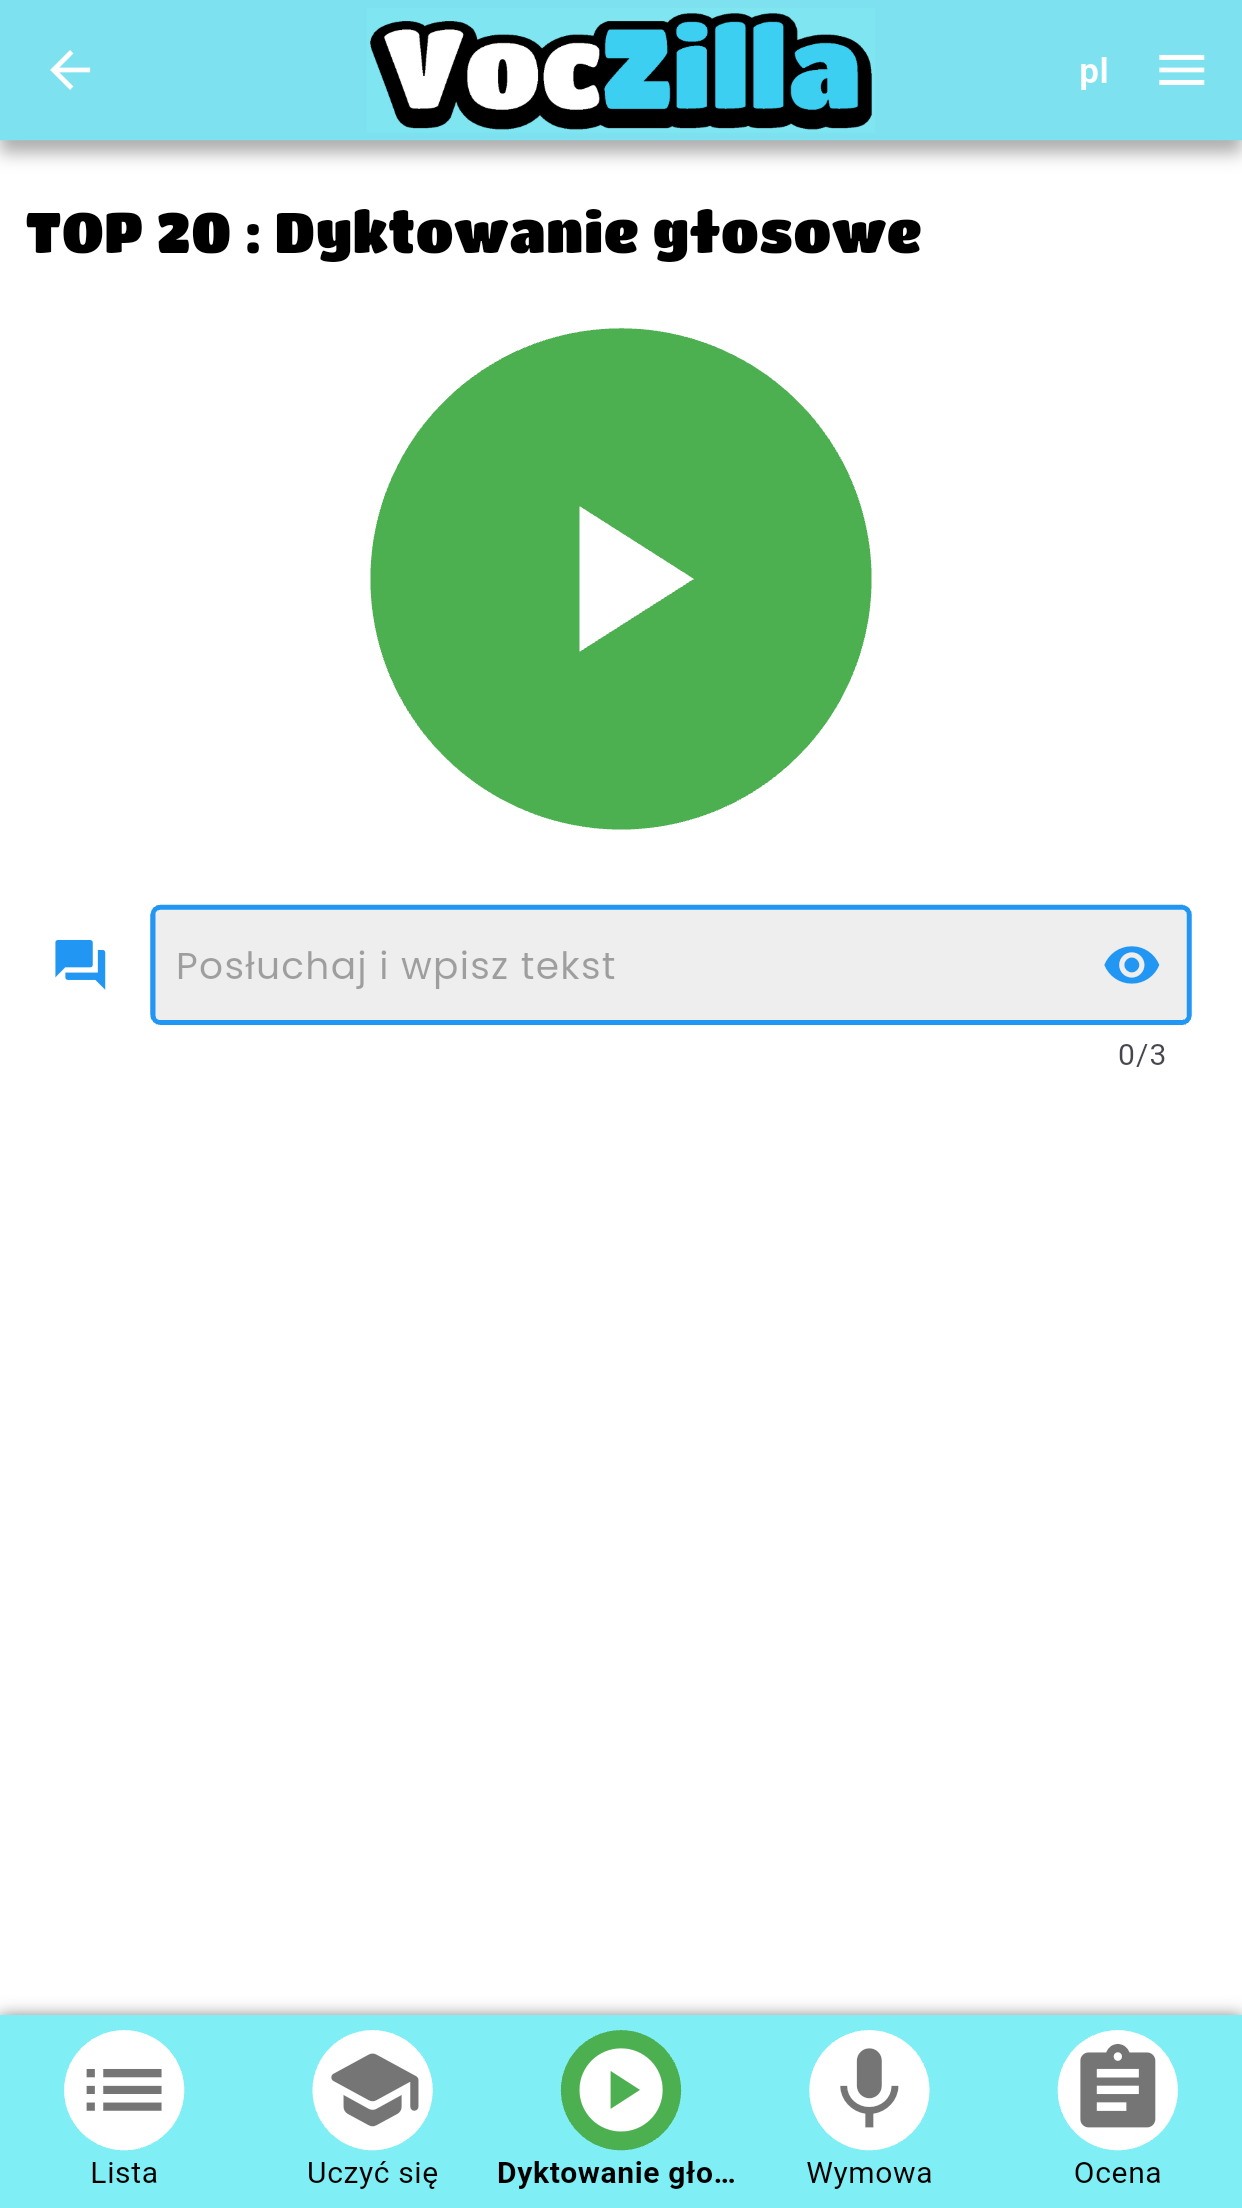 VocZilla
pl
TOP 20 : Dyktowanie głosowe
Posłuchaj i wpisz tekst
0/3
Lista
Uczyć się
Dyktowanie gło...
Wymowa
Ocena